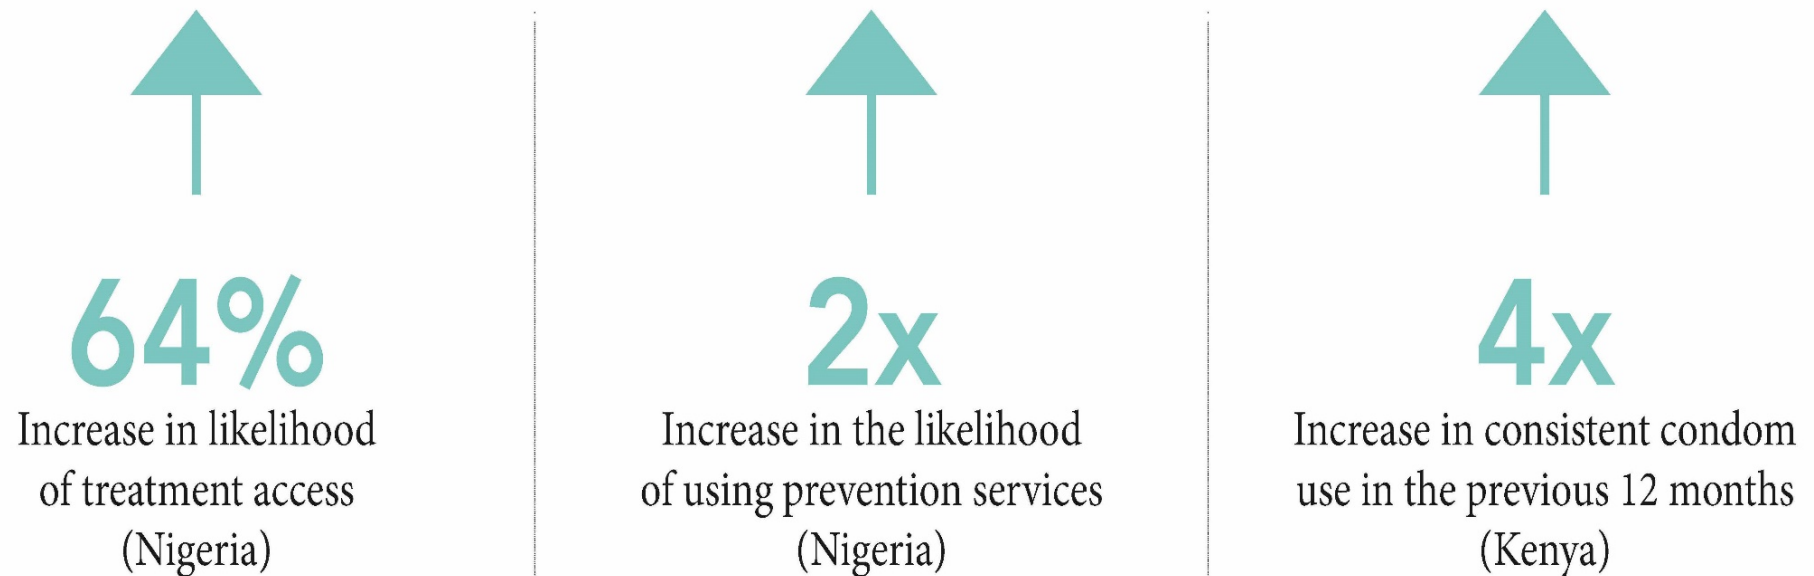 64%
Increase in likelihood
of treatment access
(Nigeria)
2x
Increase in the likelihood
of using prevention services
(Nigeria)
4x
Increase in consistent condom
use in the previous 12 months
(Kenya)